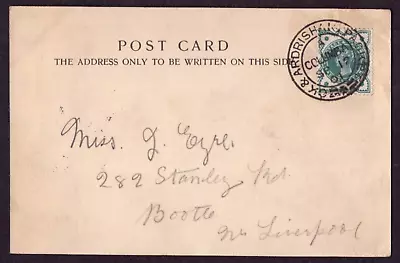 POST CARD
THE ADDRESS ONLY TO BE WRITTEN ON THIS SIDE
& ARDRISHAIG
Miss. J. Eyre
282 Stanley Rd.
Bootle
Nr Liverpool